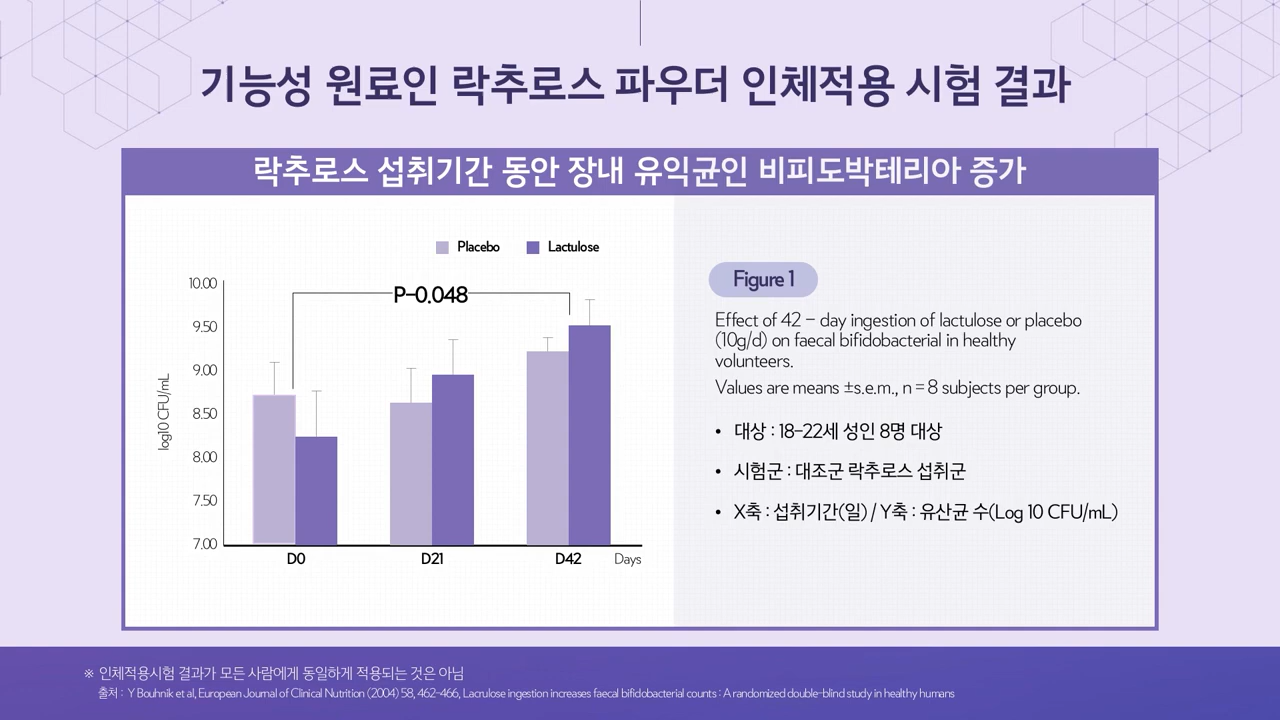 기능성 원료인 락추로스 파우더 인체적용 시험 결과
락추로스 섭취기간 동안 장내 유익균인 비피도박테리아 증가
Placebo
Lactulose
P-0.048
log10 CFU/mL
10.00
9.50
9.00
8.50
8.00
7.50
7.00
D0
D21
D42
Days
Figure 1
Effect of 42 – day ingestion of lactulose or placebo
(10g/d) on faecal bifidobacterial in healthy
volunteers.
Values are means ±s.e.m., n = 8 subjects per group.
• 대상 : 18-22세 성인 8명 대상
• 시험군 : 대조군 락추로스 섭취군
• X축 : 섭취기간(일) / Y축 : 유산균 수(Log 10 CFU/mL)
※ 인체적용시험 결과가 모든 사람에게 동일하게 적용되는 것은 아님
출처 : Y Bouhnik et al, European Journal of Clinical Nutrition (2004) 58, 462-466, Lacrulose ingestion increases faecal bifidobacterial counts : A randomized double-blind study in healthy humans